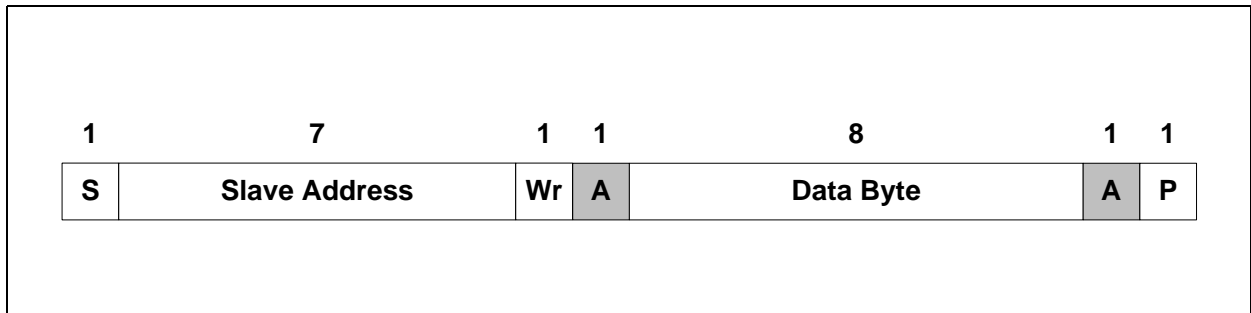 1 7 1 1 8 1 1
S Slave Address Wr A Data Byte A P